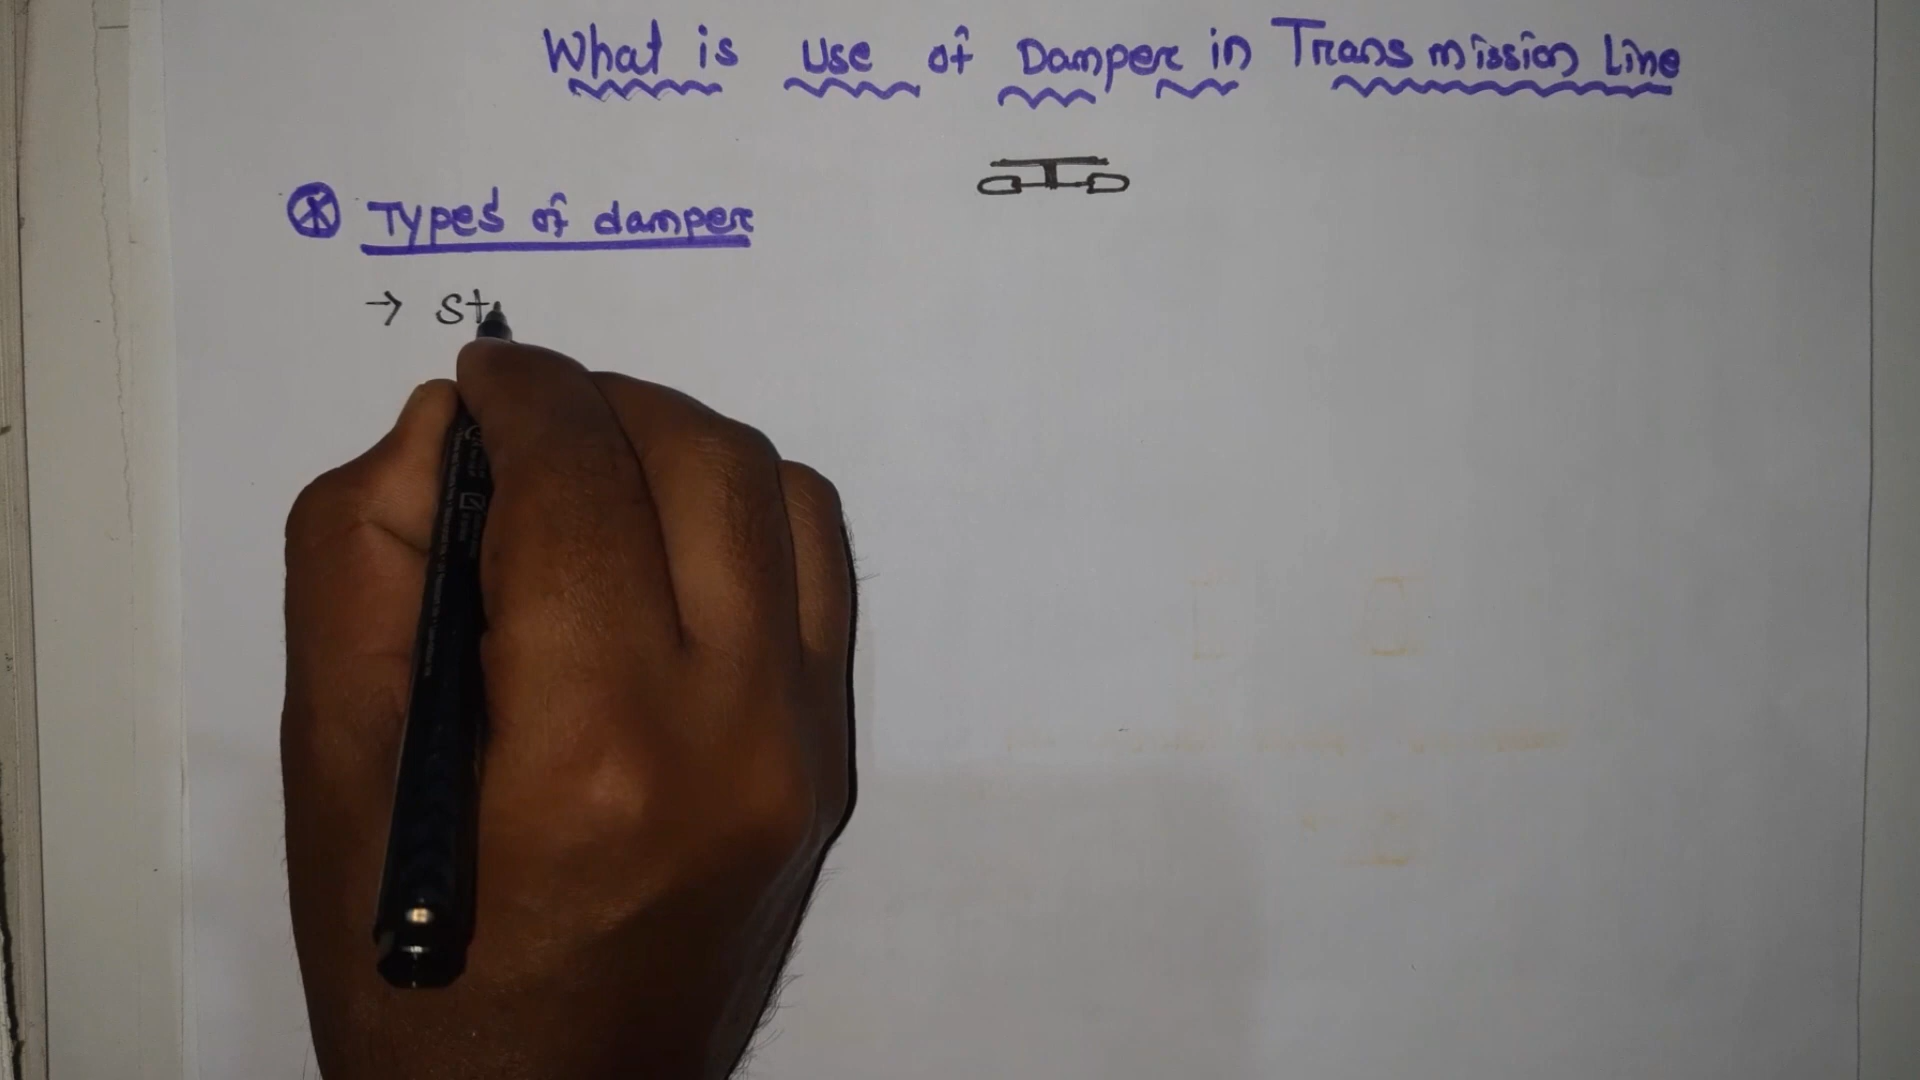 What is Use of Damper in Transmission Line
Types of damper
→ st